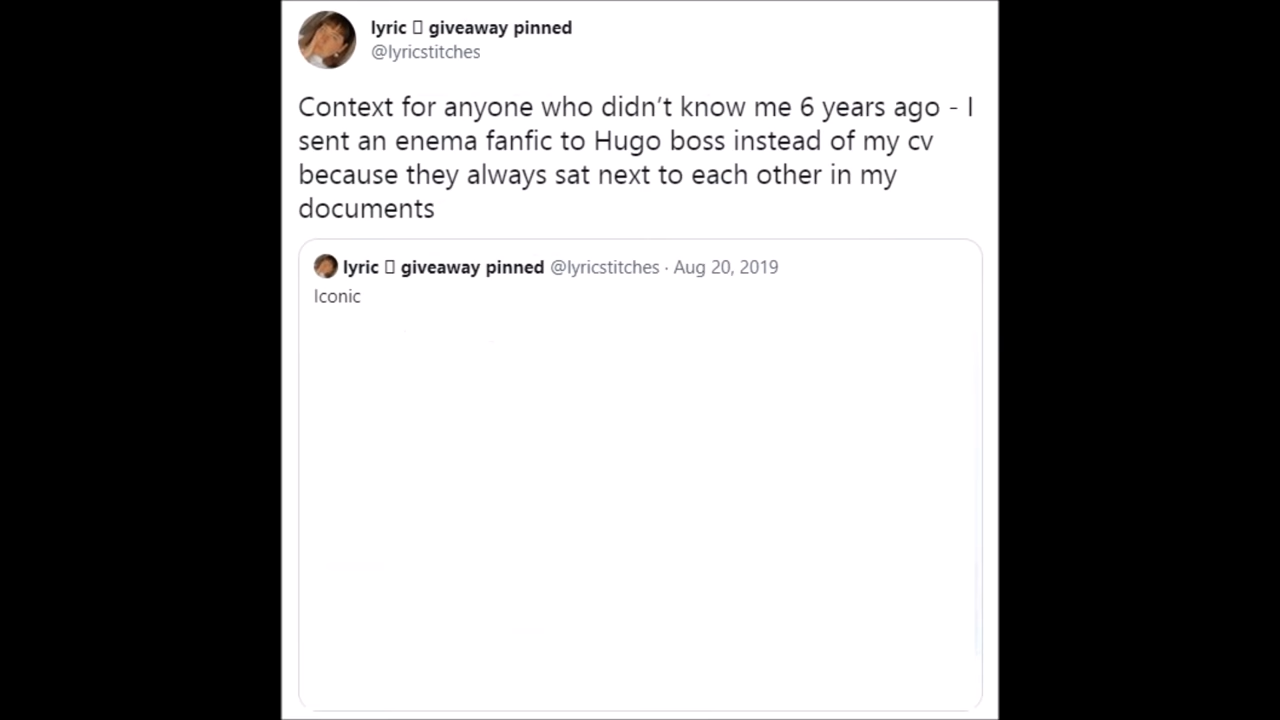 lyric ▯ giveaway pinned
@lyricstitches
Context for anyone who didn't know me 6 years ago - I
sent an enema fanfic to Hugo boss instead of my cv
because they always sat next to each other in my
documents
lyric ▯ giveaway pinned @lyricstitches · Aug 20, 2019
Iconic